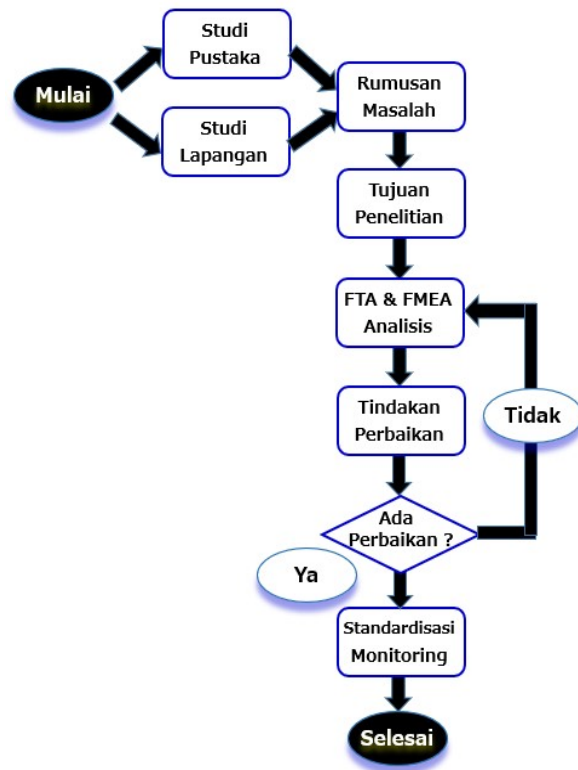 Mulai
Studi
Pustaka
Studi
Lapangan
Rumusan
Masalah
Tujuan
Penelitian
FTA & FMEA
Analisis
Tindakan
Perbaikan
Tidak
Ada
Perbaikan ?
Ya
Standardisasi
Monitoring
Selesai